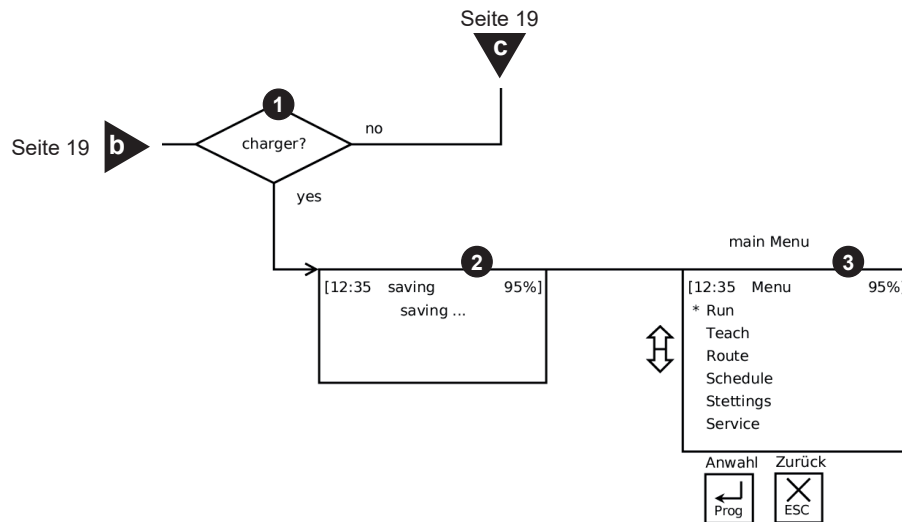 Seite 19
c
1
no
Seite 19
b
charger?
yes
main Menu
2
3
[12:35 saving 95%]
saving ...
[12:35 Menu 95%]
* Run
Teach
Route
Schedule
Stettings
Service
Anwahl Zurück
Prog ESC